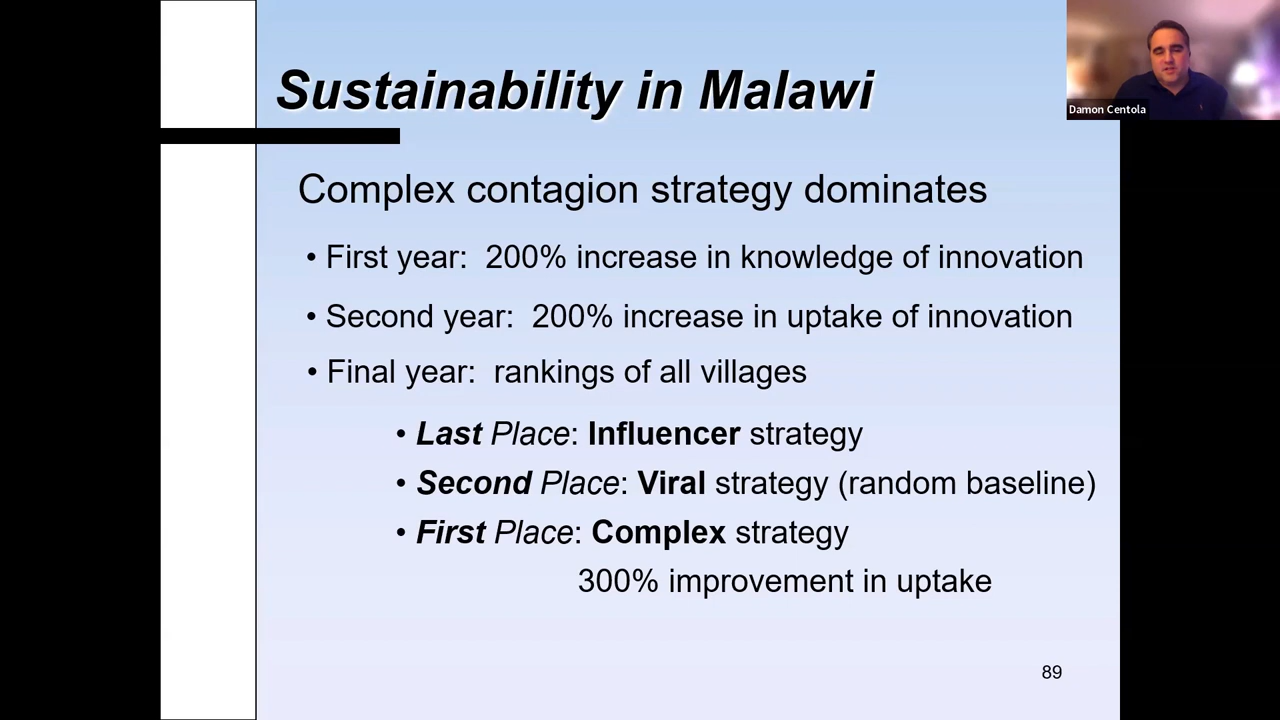 Sustainability in Malawi
Damon Centola
Complex contagion strategy dominates
• First year: 200% increase in knowledge of innovation
• Second year: 200% increase in uptake of innovation
• Final year: rankings of all villages
• Last Place: Influencer strategy
• Second Place: Viral strategy (random baseline)
• First Place: Complex strategy
300% improvement in uptake
89